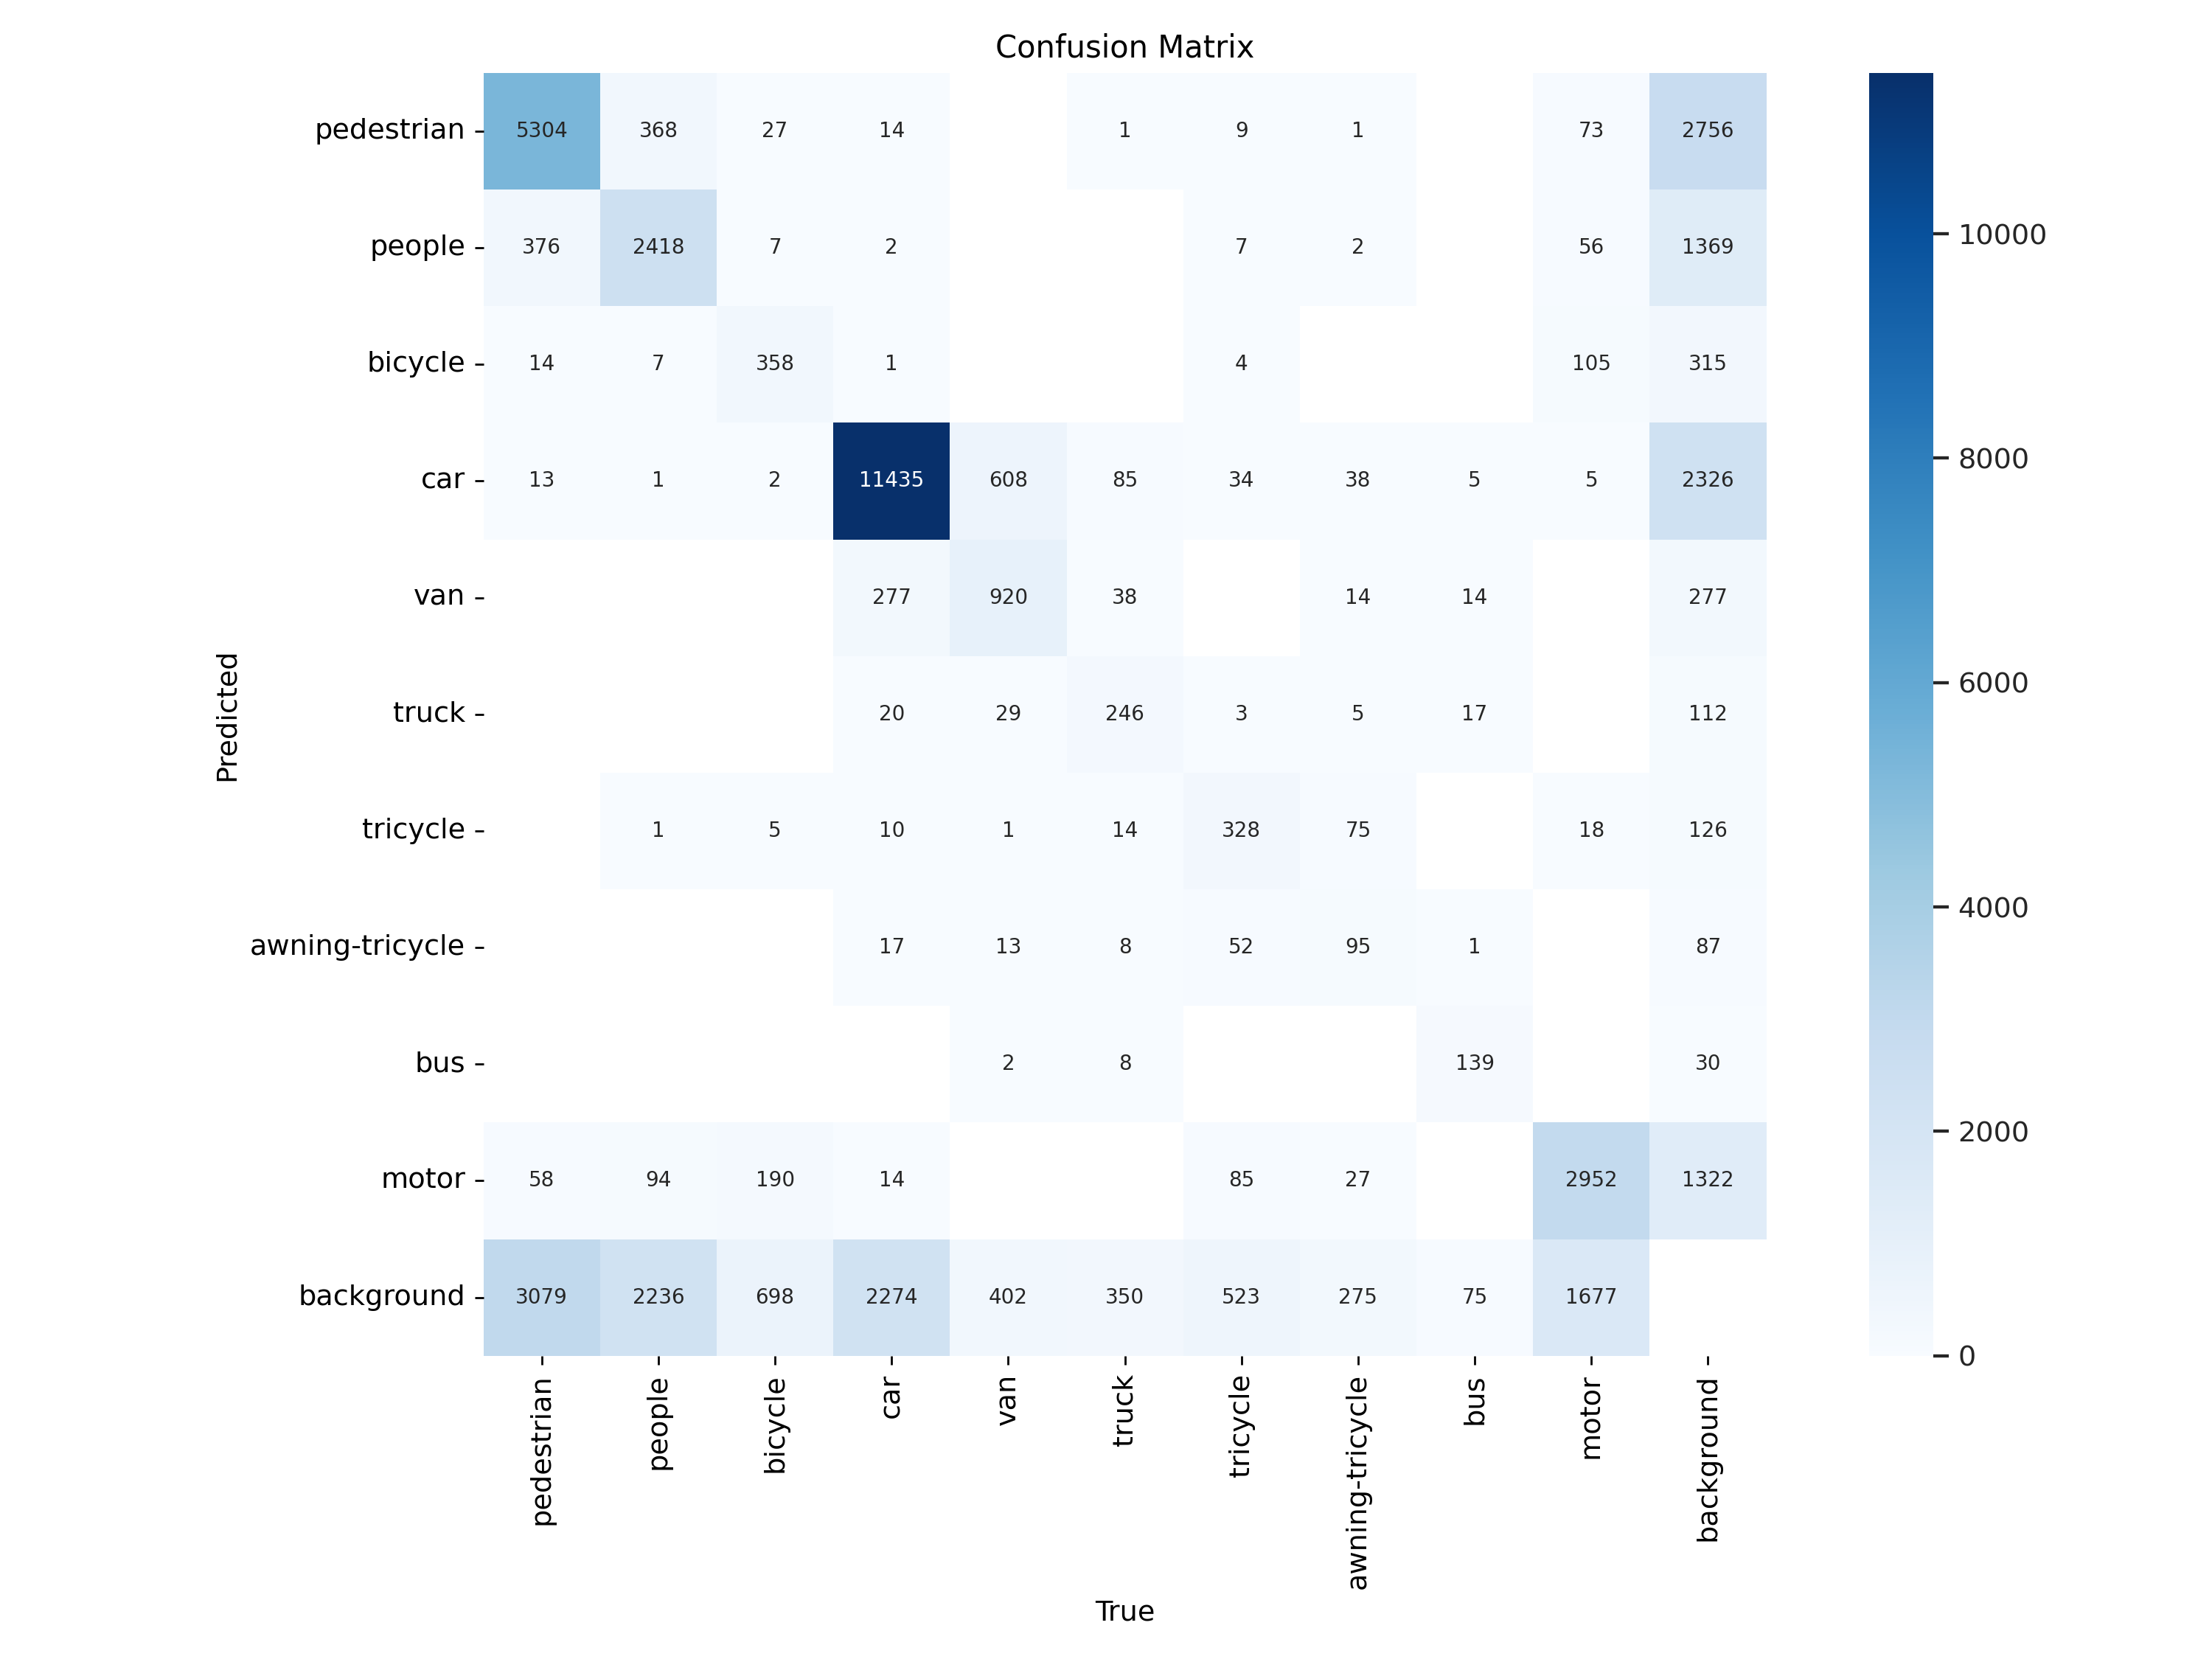 Confusion Matrix
pedestrian 5304 368 27 14 1 9 1 73 2756
people 376 2418 7 2 7 2 56 1369
10000
bicycle 14 7 358 1 4 105 315
car 13 1 2 11435 608 85 34 38 5 5 2326
8000
van 277 920 38 14 14 277
6000
Predicted
truck 20 29 246 3 5 17 112
tricycle 1 5 10 1 14 328 75 18 126
4000
awning-tricycle 17 13 8 52 95 1 87
bus 2 8 139 30
2000
motor 58 94 190 14 85 27 2952 1322
background 3079 2236 698 2274 402 350 523 275 75 1677
0
pedestrian people bicycle car van truck tricycle awning-tricycle bus motor background
True